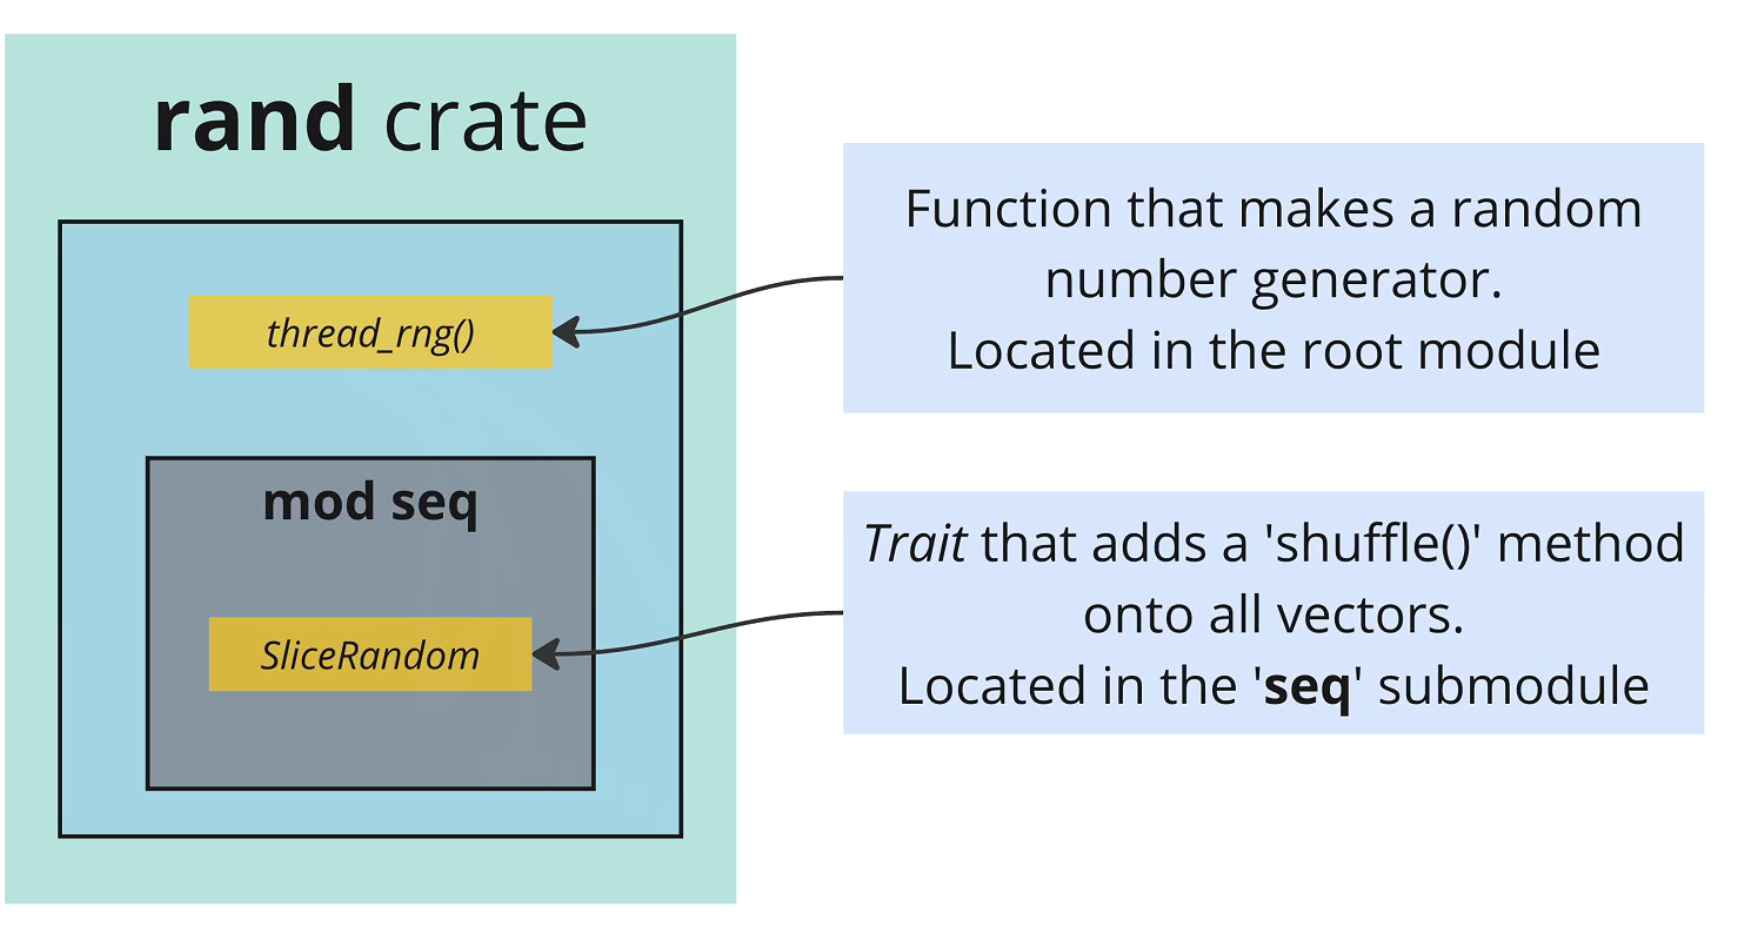 rand crate
thread_rng()
mod seq
SliceRandom
Function that makes a random
number generator.
Located in the root module
Trait that adds a 'shuffle()' method
onto all vectors.
Located in the 'seq' submodule